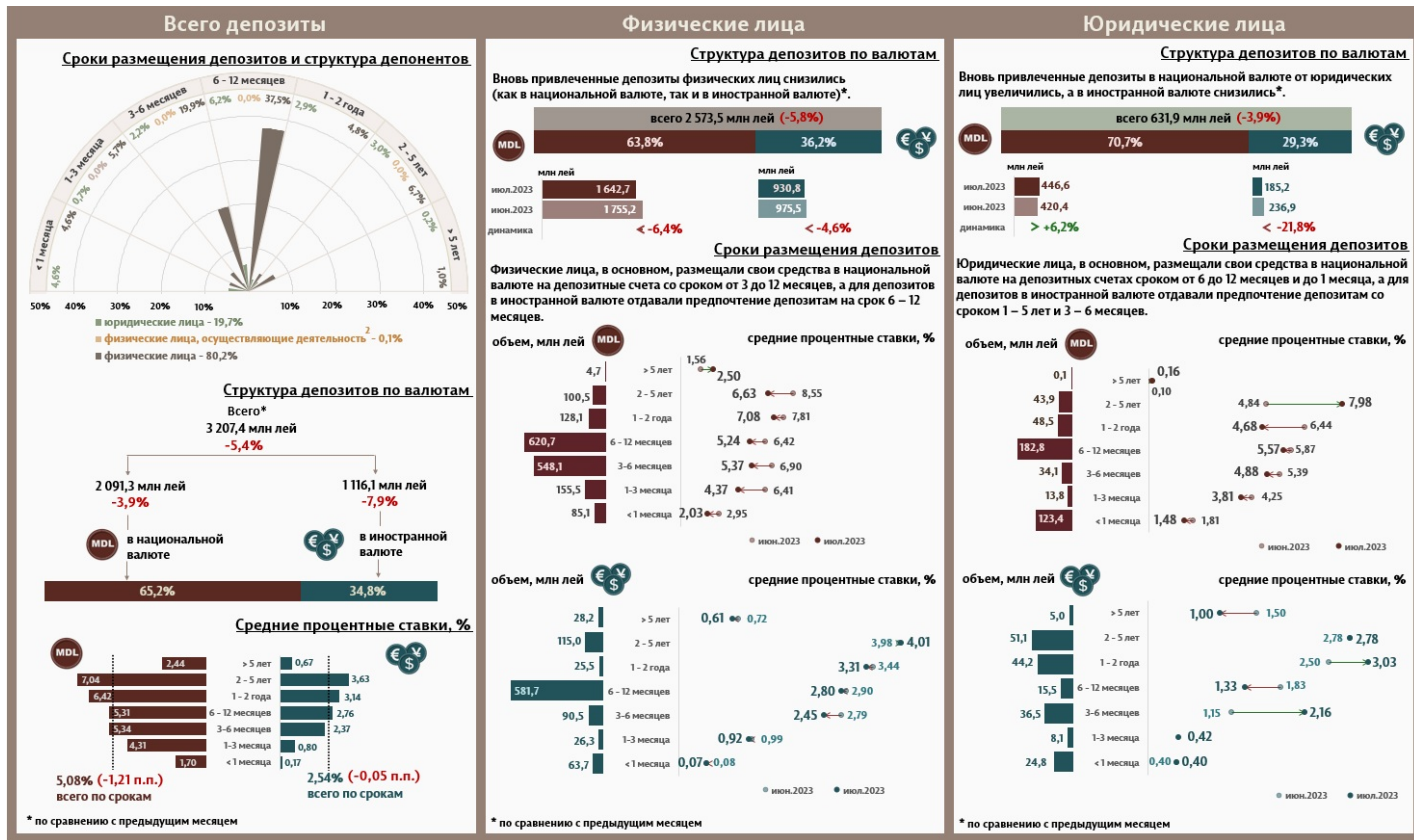 Всего депозиты
Сроки размещения депозитов и структура депонентов
< 1 месяца
1-3 месяца
3-6 месяцев
6 - 12 месяцев
1 - 2 года
2 - 5 лет
> 5 лет
4,6%
4,6%
0,7%
0,0%
5,7%
2,2%
0,0%
19,9%
6,2%
0,0%
37,5%
2,9%
4,8%
3,0%
0,0%
6,7%
0,2%
1,0%
50% 40% 30% 20% 10% 10% 20% 30% 40% 50%
юридические лица - 19,7%
физические лица, осуществляющие деятельность2 - 0,1%
физические лица - 80,2%
Структура депозитов по валютам
Всего*
3 207,4 млн лей
-5,4%
2 091,3 млн лей
-3,9%
1 116,1 млн лей
-7,9%
MDL
в национальной
валюте
€ ¥ $
в иностранной
валюте
65,2% 34,8%
Средние процентные ставки, %
MDL
€ ¥ $
2,44 > 5 лет 0,67
7,04 2 - 5 лет 3,63
6,42 1 - 2 года 3,14
5,31 6 - 12 месяцев 2,76
5,34 3-6 месяцев 2,37
4,31 1-3 месяца 0,80
1,70 < 1 месяца 0,17
5,08% (-1,21 п.п.)
всего по срокам
2,54% (-0,05 п.п.)
всего по срокам
* по сравнению с предыдущим месяцем
Физические лица
Структура депозитов по валютам
Вновь привлеченные депозиты физических лиц снизились
(как в национальной валюте, так и в иностранной валюте)*.
всего 2 573,5 млн лей (-5,8%)
MDL 63,8% 36,2% € ¥ $
млн лей млн лей
июл.2023 1 642,7 930,8
июн.2023 1 755,2 975,5
динамика < -6,4% < -4,6%
Сроки размещения депозитов
Физические лица, в основном, размещали свои средства в национальной
валюте на депозитные счета со сроком от 3 до 12 месяцев, а для депозитов
в иностранной валюте отдавали предпочтение депозитам на срок 6 – 12
месяцев.
объем, млн лей MDL средние процентные ставки, %
4,7 > 5 лет 1,56 2,50
100,5 2 - 5 лет 6,63 8,55
128,1 1 - 2 года 7,08 7,81
620,7 6 - 12 месяцев 5,24 6,42
548,1 3-6 месяцев 5,37 6,90
155,5 1-3 месяца 4,37 6,41
85,1 < 1 месяца 2,03 2,95
июн.2023 июл.2023
объем, млн лей € ¥ $ средние процентные ставки, %
28,2 > 5 лет 0,61 0,72
115,0 2 - 5 лет 3,98 4,01
25,5 1 - 2 года 3,31 3,44
581,7 6 - 12 месяцев 2,80 2,90
90,5 3-6 месяцев 2,45 2,79
26,3 1-3 месяца 0,92 0,99
63,7 < 1 месяца 0,07 0,08
июн.2023 июл.2023
* по сравнению с предыдущим месяцем
Юридические лица
Структура депозитов по валютам
Вновь привлеченные депозиты в национальной валюте от юридических
лиц увеличились, а в иностранной валюте снизились*.
всего 631,9 млн лей (-3,9%)
MDL 70,7% 29,3% € ¥ $
млн лей млн лей
июл.2023 446,6 185,2
июн.2023 420,4 236,9
динамика > +6,2% < -21,8%
Сроки размещения депозитов
Юридические лица, в основном, размещали свои средства в национальной
валюте на депозитных счетах сроком от 6 до 12 месяцев и до 1 месяца, а для
депозитов в иностранной валюте отдавали предпочтение депозитам со
сроком 1 – 5 лет и 3 – 6 месяцев.
объем, млн лей MDL средние процентные ставки, %
0,1 > 5 лет 0,16 0,10
43,9 2 - 5 лет 4,84 7,98
48,5 1 - 2 года 4,68 6,44
182,8 6 - 12 месяцев 5,57 5,87
34,1 3-6 месяцев 4,88 5,39
13,8 1-3 месяца 3,81 4,25
123,4 < 1 месяца 1,48 1,81
июн.2023 июл.2023
объем, млн лей € ¥ $ средние процентные ставки, %
5,0 > 5 лет 1,00 1,50
51,1 2 - 5 лет 2,78 2,78
44,2 1 - 2 года 2,50 3,03
15,5 6 - 12 месяцев 1,33 1,83
36,5 3-6 месяцев 1,15 2,16
8,1 1-3 месяца 0,42
24,8 < 1 месяца 0,40 0,40
июн.2023 июл.2023
* по сравнению с предыдущим месяцем